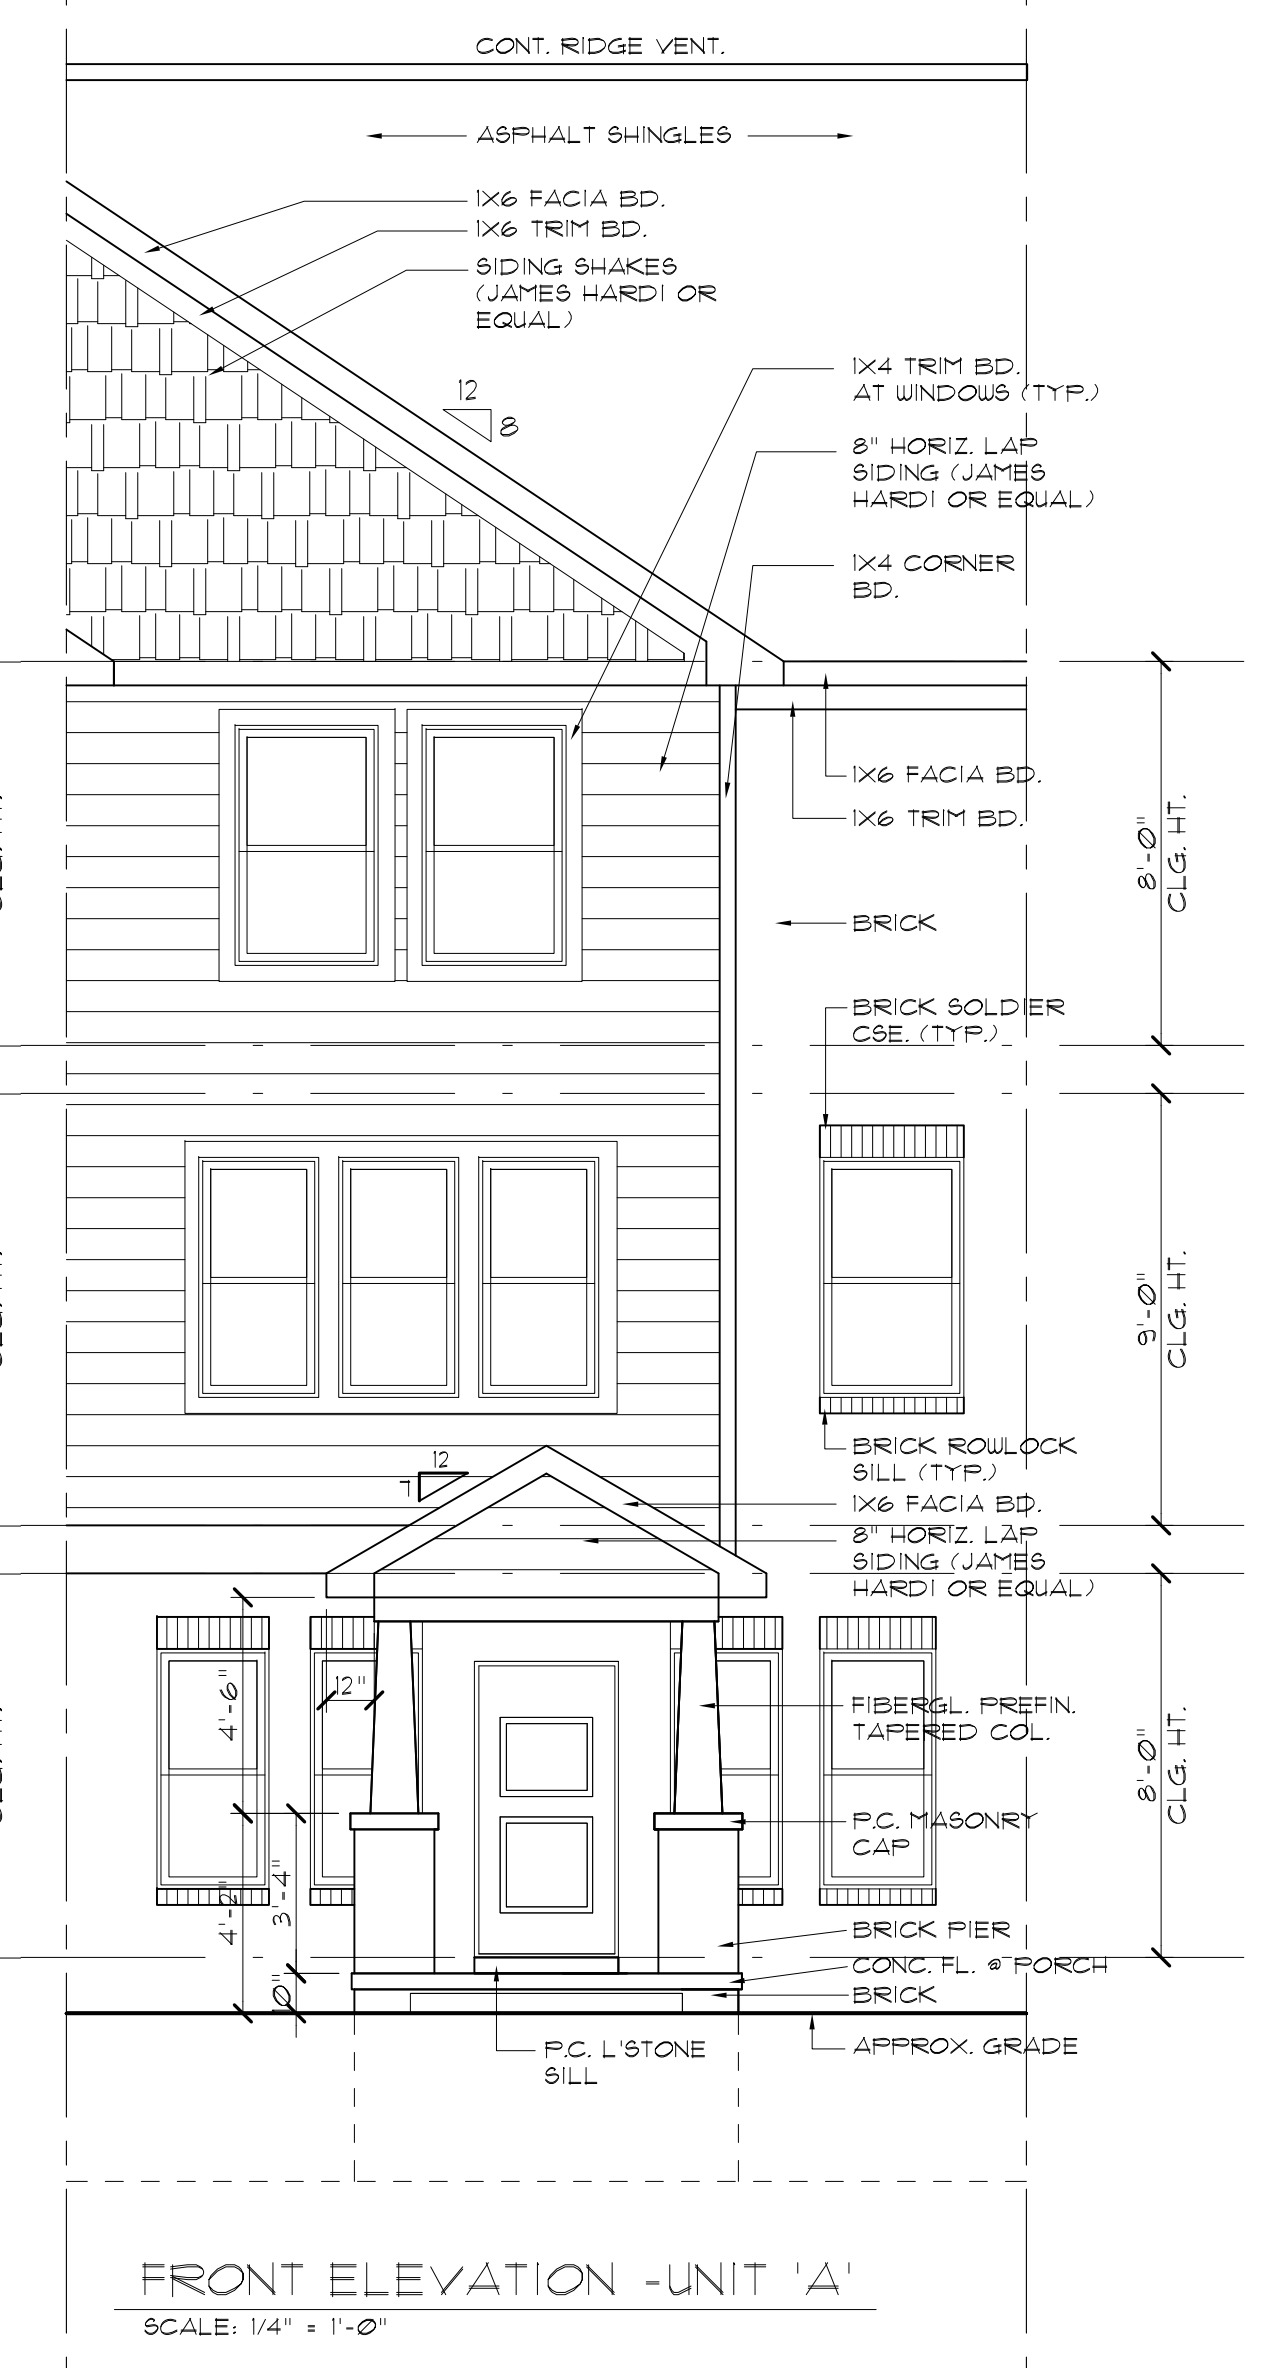 CONT. RIDGE VENT.
ASPHALT SHINGLES
1X6 FACIA BD.
1X6 TRIM BD.
SIDING SHAKES
(JAMES HARDI OR
EQUAL)
12
8
1X4 TRIM BD.
AT WINDOWS (TYP.)
8" HORIZ. LAP
SIDING (JAMES
HARDI OR EQUAL)
1X4 CORNER
BD.
1X6 FACIA BD.
1X6 TRIM BD.
8'-0"
CLG. HT.
BRICK
BRICK SOLDIER
CSE. (TYP.)
9'-0"
CLG. HT.
BRICK ROWLOCK
SILL (TYP.)
12
7
1X6 FACIA BD.
8" HORIZ. LAP
SIDING (JAMES
HARDI OR EQUAL)
4'-6"
12"
FIBERGL. PREFIN.
TAPERED COL.
8'-0"
CLG. HT.
P.C. MASONRY
CAP
4'-2"
3'-4"
BRICK PIER
CONC. FL. @ PORCH
10"
BRICK
P.C. L'STONE
SILL
APPROX. GRADE
FRONT ELEVATION -UNIT 'A'
SCALE: 1/4" = 1'-0"